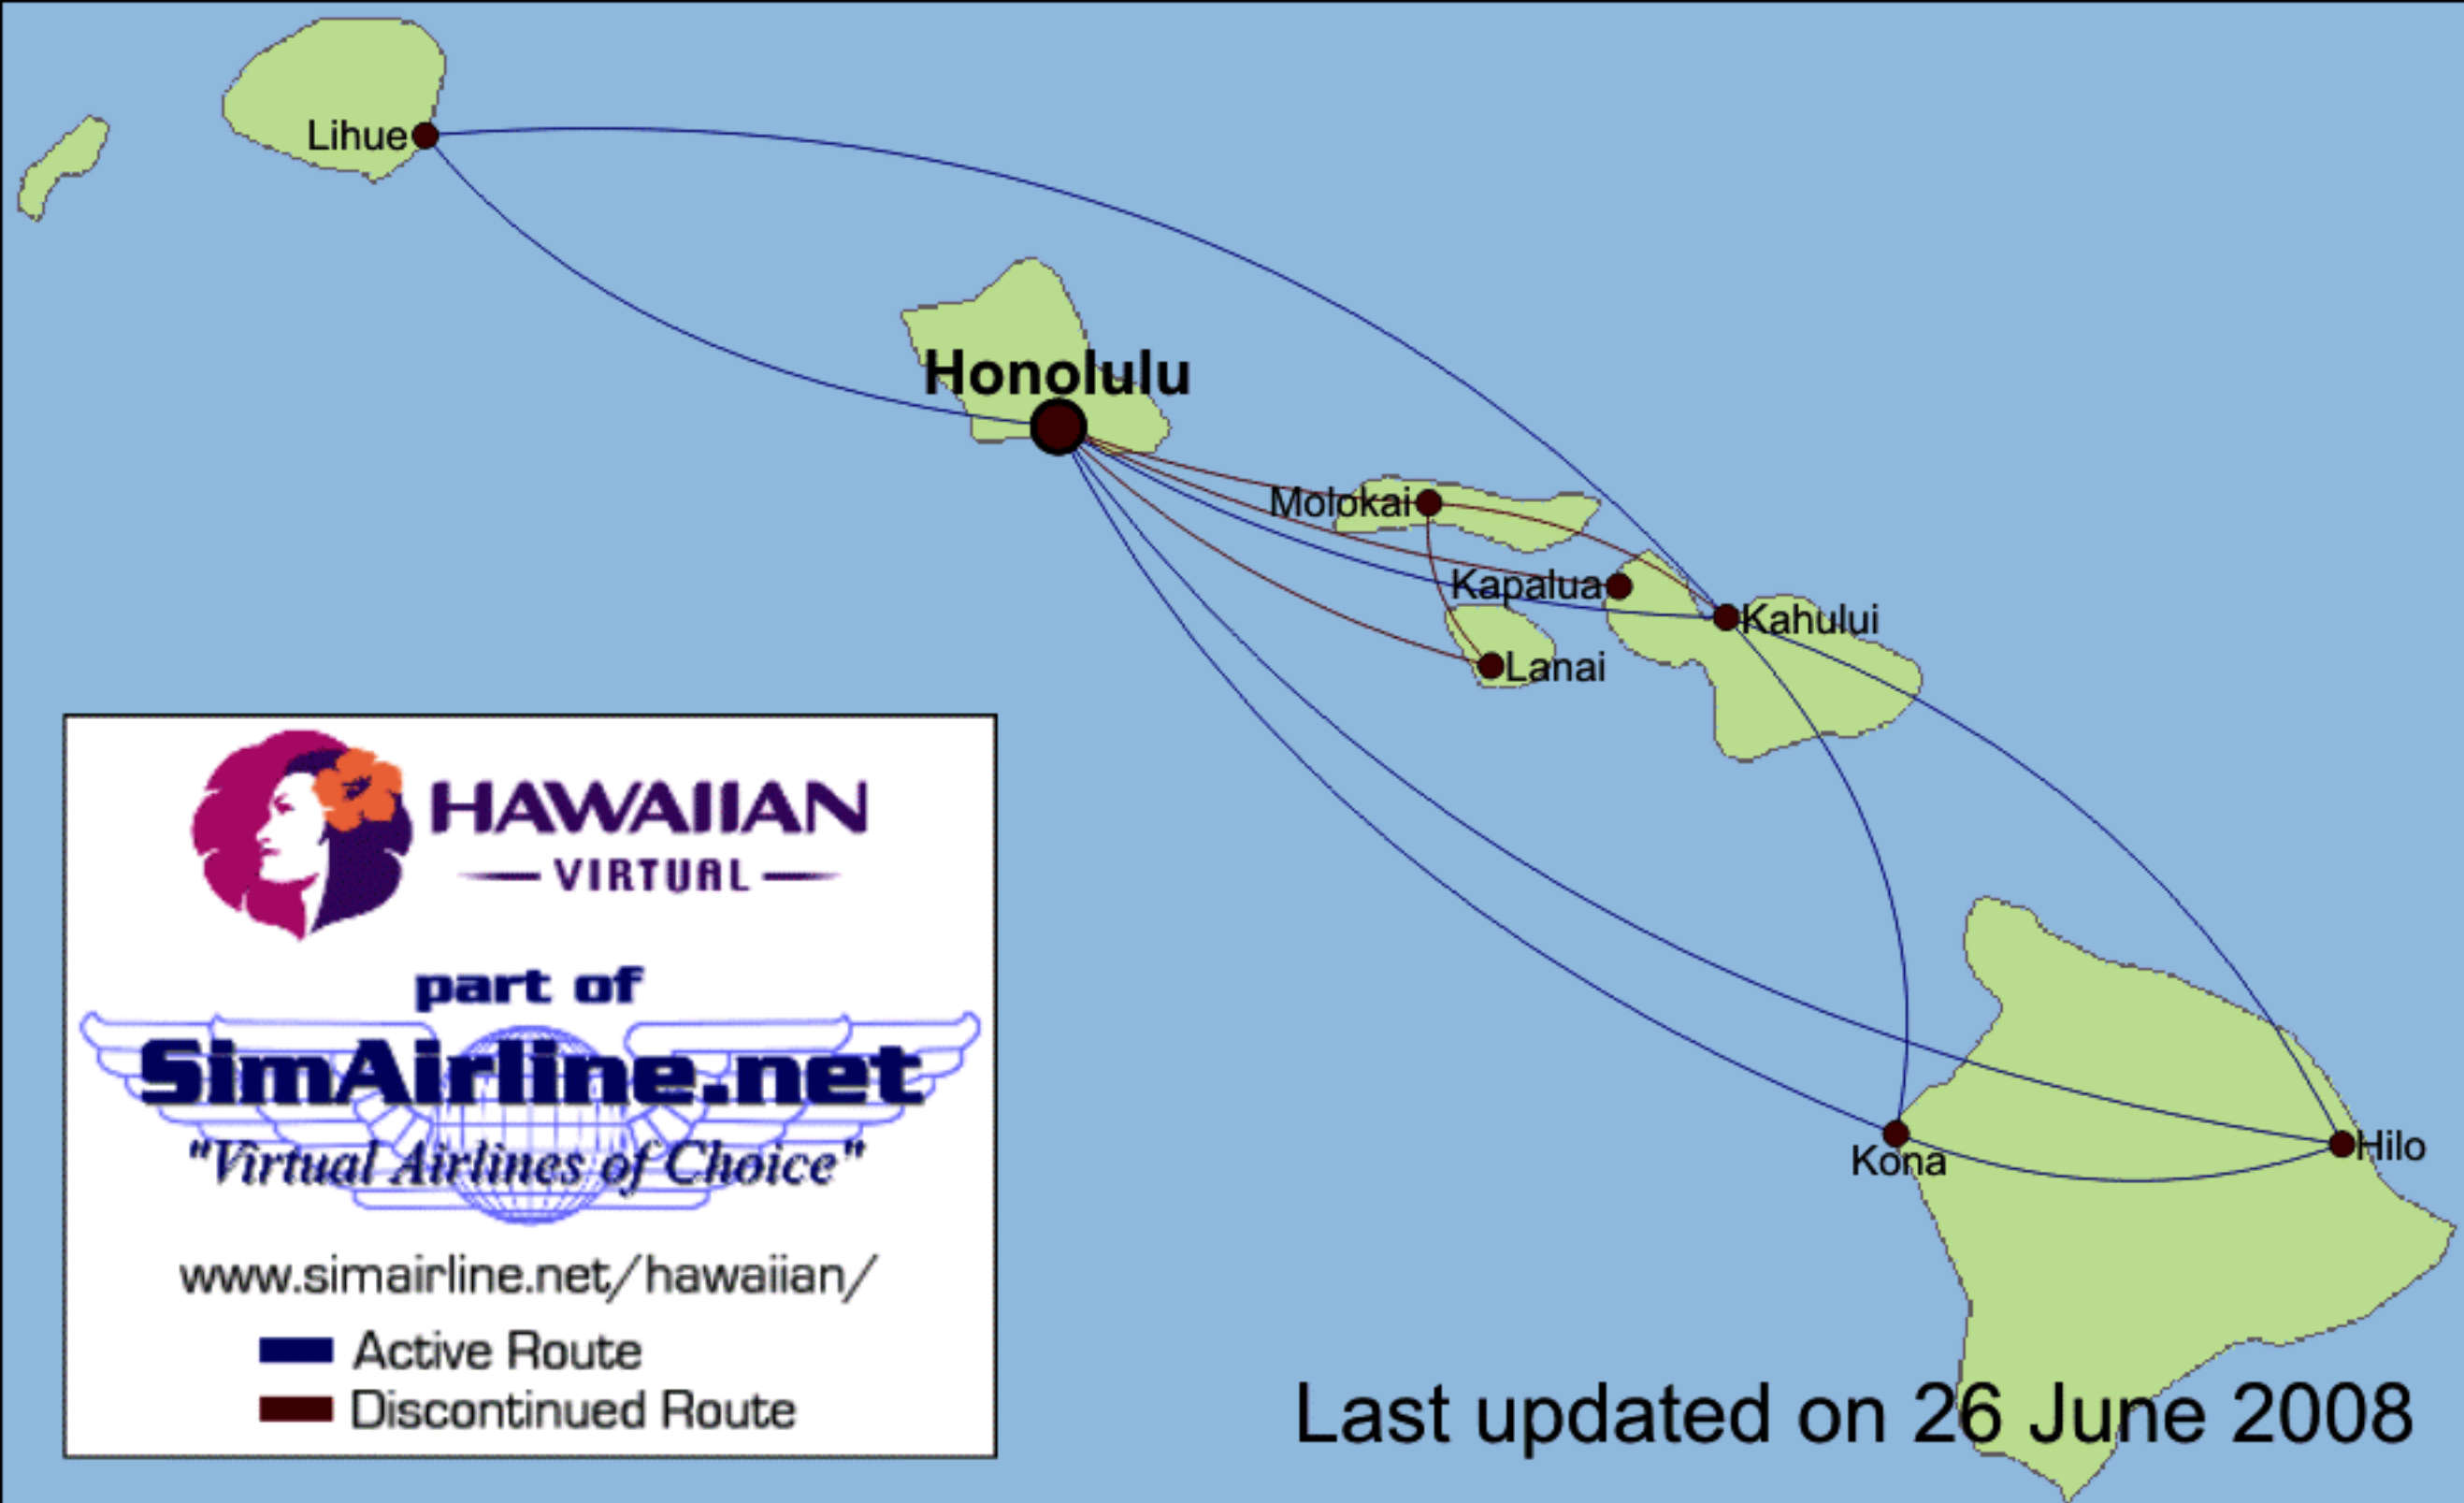 Lihue
Honolulu
Molokai
Kapalua
Kahului
Lanai
HAWAIIAN
VIRTUAL
part of
SimAirline.net
"Virtual Airlines of Choice"
www.simairline.net/hawaiian/
Active Route
Discontinued Route
Kona
Hilo
Last updated on 26 June 2008